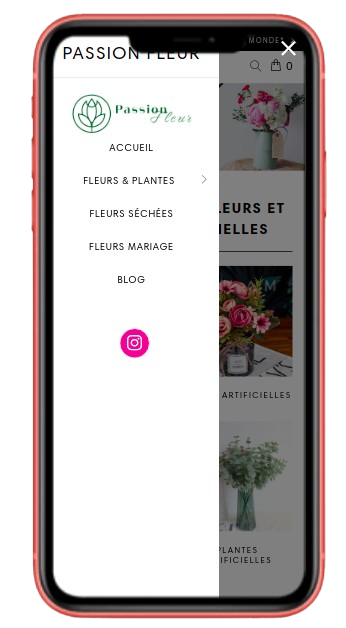 MONDE
PASSION FLEUR
0
Passion
fleur
ACCUEIL
FLEURS & PLANTES
LEURS ET
IELLES
FLEURS SÉCHÉES
FLEURS MARIAGE
BLOG
ARTIFICIELLES
PLANTES
IFICIELLES